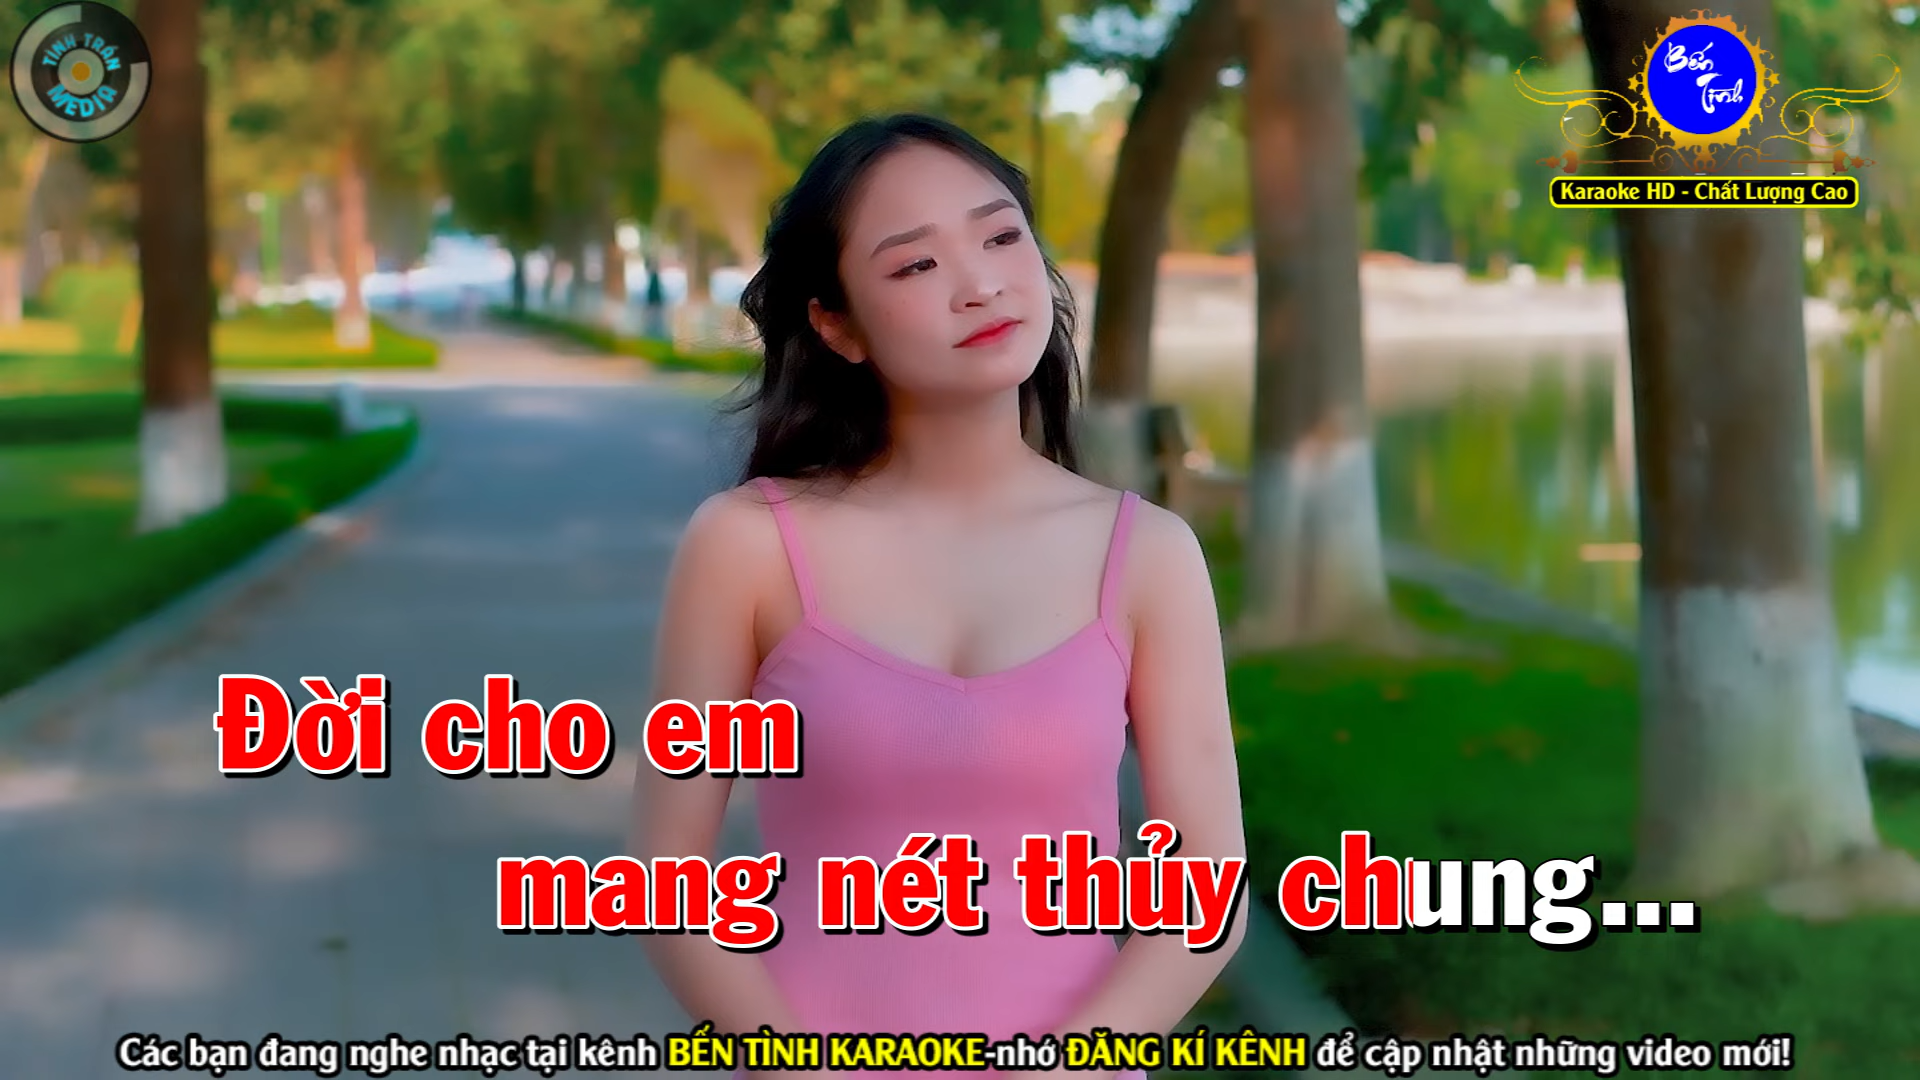 TÌNH TRẦN
MEDIA
Bến
Tình
Karaoke HD - Chất Lượng Cao
Đời cho em
mang nét thủy chung...
Các bạn đang nghe nhạc tại kênh BẾN TÌNH KARAOKE-nhớ ĐĂNG KÍ KÊNH để cập nhật những video mới!